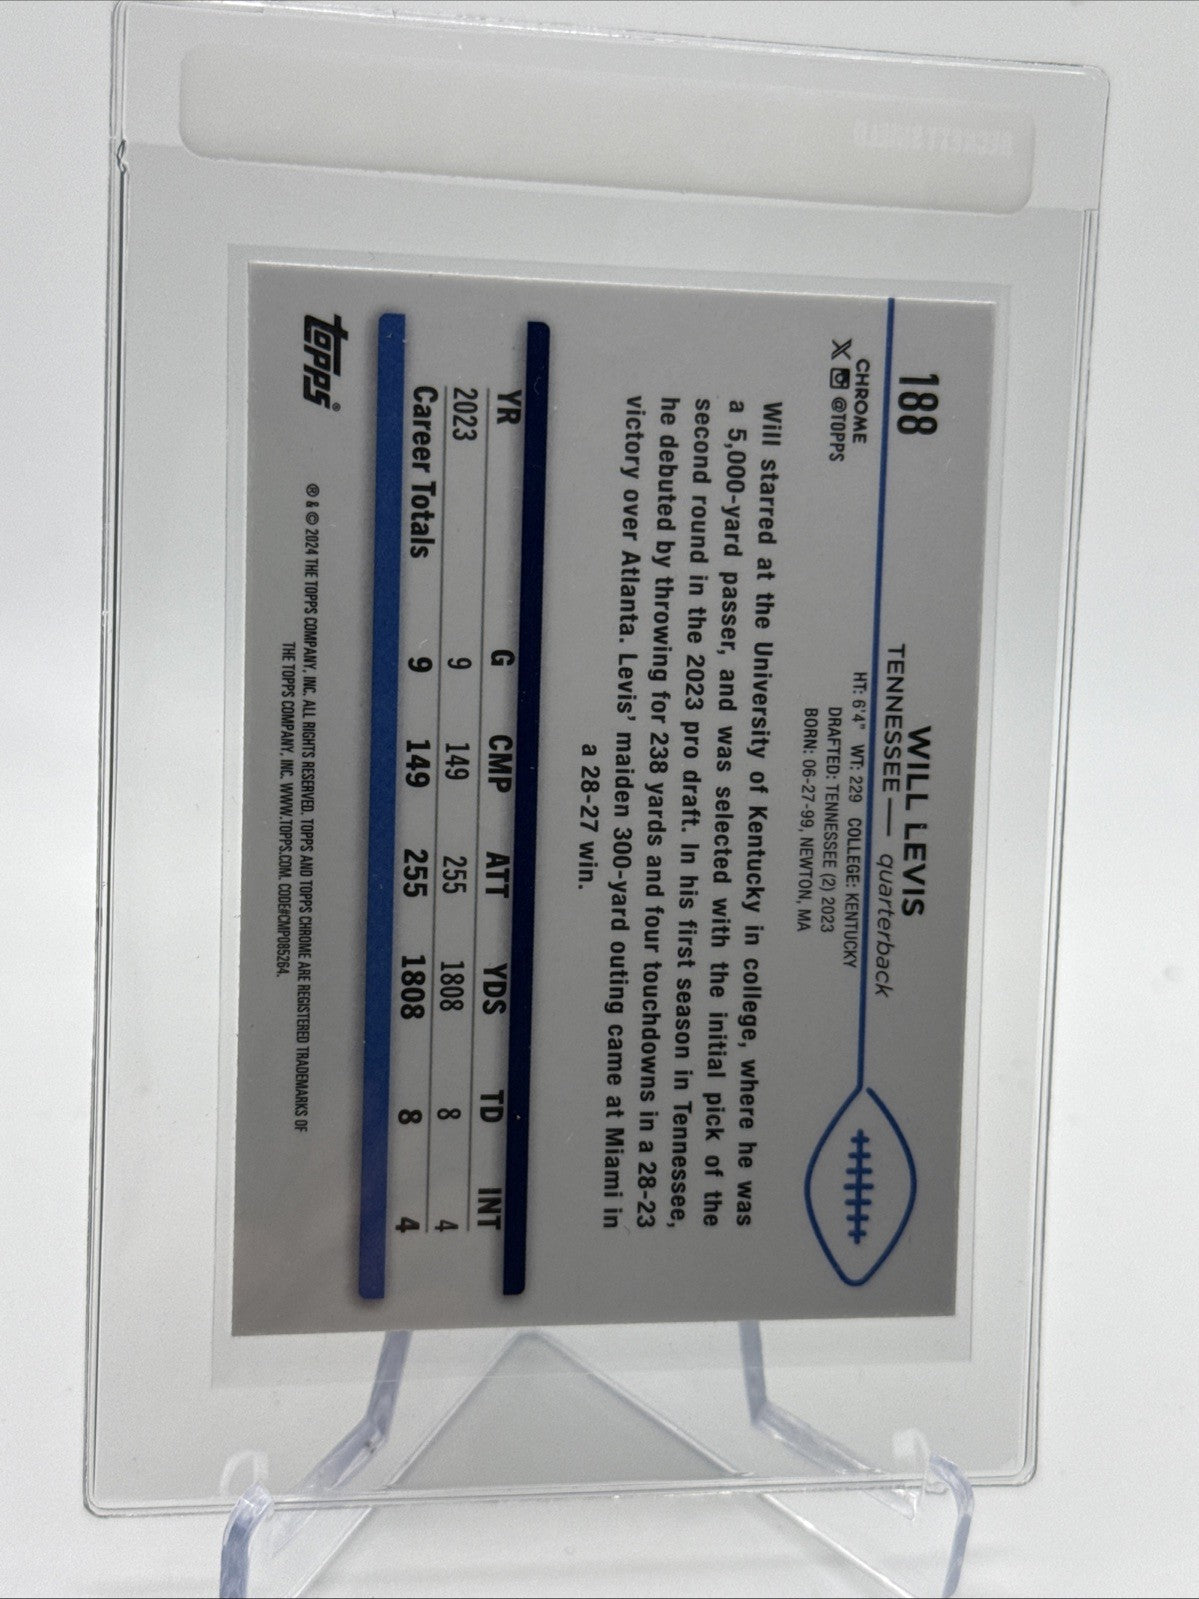 188
WILL LEVIS
TENNESSEE — quarterback
CHROME
@TOPPS
HT: 6'4" WT: 229 COLLEGE: KENTUCKY
DRAFTED: TENNESSEE (2) 2023
BORN: 06-27-99, NEWTON, MA
Will starred at the University of Kentucky in college, where he was
a 5,000-yard passer, and was selected with the initial pick of the
second round in the 2023 pro draft. In his first season in Tennessee,
he debuted by throwing for 238 yards and four touchdowns in a 28-23
victory over Atlanta. Levis' maiden 300-yard outing came at Miami in
a 28-27 win.
YR G CMP ATT YDS TD INT
2023 9 149 255 1808 8 4
Career Totals 9 149 255 1808 8 4
topps®
® & © 2024 THE TOPPS COMPANY, INC. ALL RIGHTS RESERVED. TOPPS AND TOPPS CHROME ARE REGISTERED TRADEMARKS OF
THE TOPPS COMPANY, INC. WWW.TOPPS.COM. CODE#CMP085264.